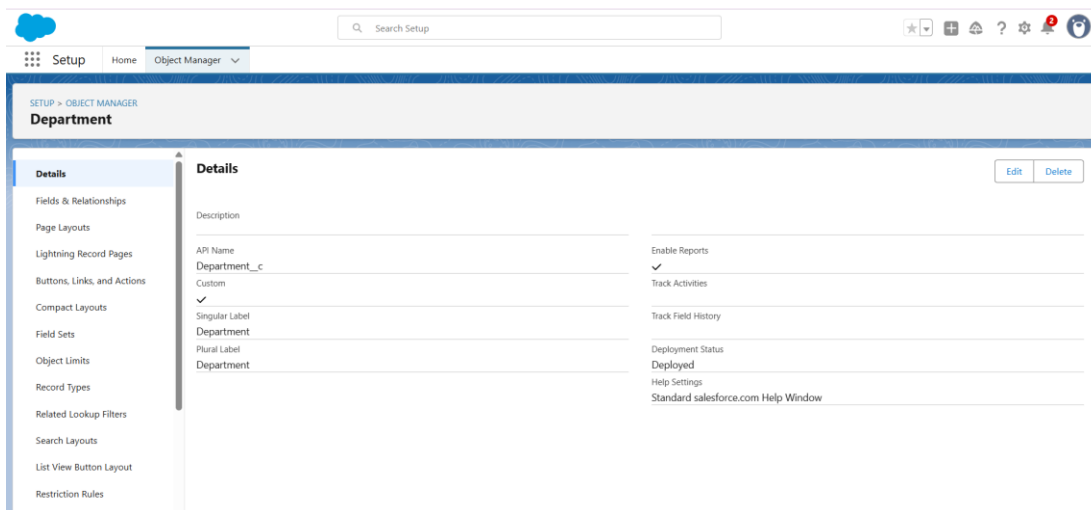 Search Setup
2
Setup
Home
Object Manager
SETUP > OBJECT MANAGER
Department
Details
Fields & Relationships
Page Layouts
Lightning Record Pages
Buttons, Links, and Actions
Compact Layouts
Field Sets
Object Limits
Record Types
Related Lookup Filters
Search Layouts
List View Button Layout
Restriction Rules
Details
Edit
Delete
Description
API Name
Department__c
Custom
Singular Label
Department
Plural Label
Department
Enable Reports
Track Activities
Track Field History
Deployment Status
Deployed
Help Settings
Standard salesforce.com Help Window